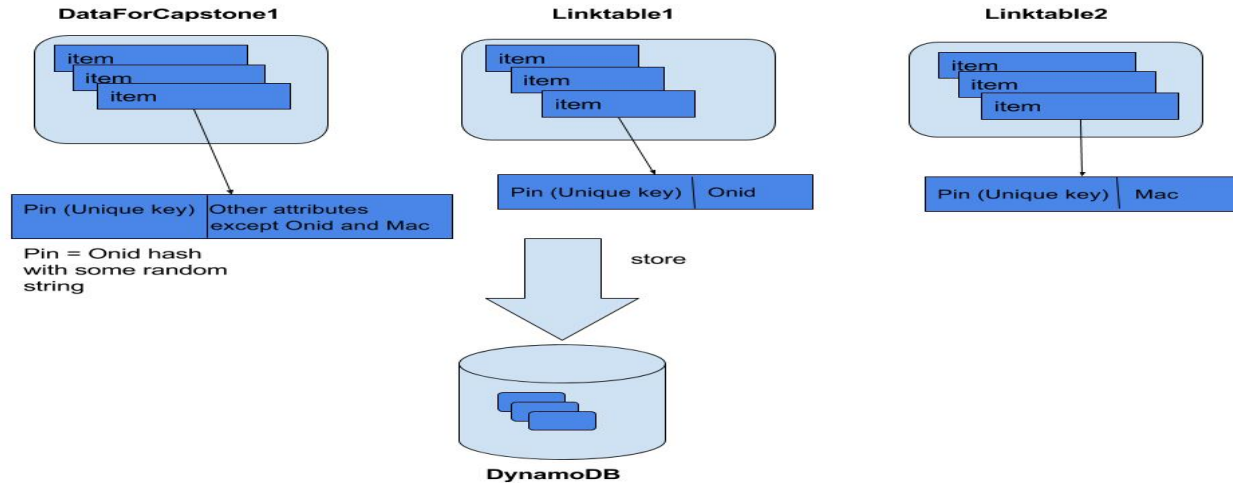 DataForCapstone1
Linktable1
Linktable2
item
item
item
item
item
item
item
item
item
Pin (Unique key)
Other attributes
except Onid and Mac
Pin (Unique key)
Onid
Pin (Unique key)
Mac
Pin = Onid hash
with some random
string
store
DynamoDB